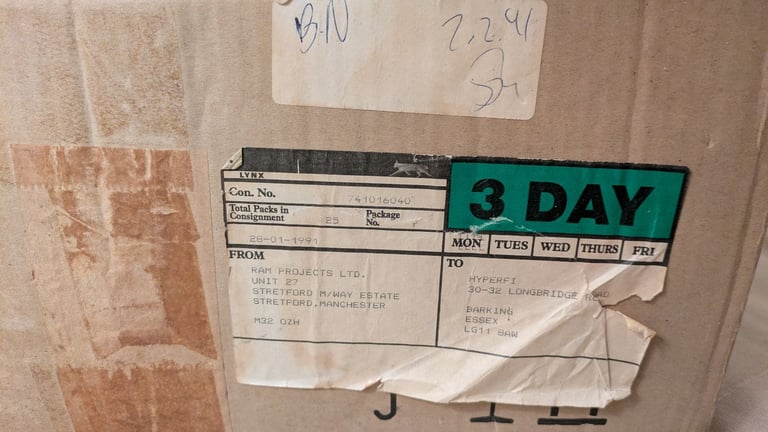 B.N 2.2.91
LYNX
3 DAY
Con. No. 741016040
Total Packs in Consignment 25 Package No.
28-01-1991
MON TUES WED THURS FRI
FROM
RAM PROJECTS LTD.
UNIT 27
STRETFORD M/WAY ESTATE
STRETFORD.MANCHESTER
M32 0ZH
TO
HYPERFI
30-32 LONGBRIDGE ROAD
BARKING
ESSEX
LG11 8AW